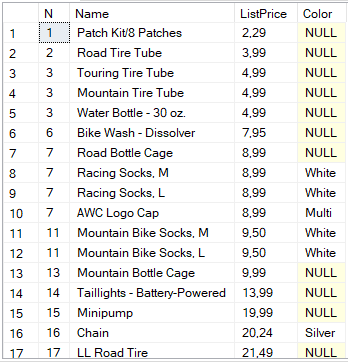 N Name ListPrice Color
1 1 Patch Kit/8 Patches 2,29 NULL
2 2 Road Tire Tube 3,99 NULL
3 3 Touring Tire Tube 4,99 NULL
4 3 Mountain Tire Tube 4,99 NULL
5 3 Water Bottle - 30 oz. 4,99 NULL
6 6 Bike Wash - Dissolver 7,95 NULL
7 7 Road Bottle Cage 8,99 NULL
8 7 Racing Socks, M 8,99 White
9 7 Racing Socks, L 8,99 White
10 7 AWC Logo Cap 8,99 Multi
11 11 Mountain Bike Socks, M 9,50 White
12 11 Mountain Bike Socks, L 9,50 White
13 13 Mountain Bottle Cage 9,99 NULL
14 14 Taillights - Battery-Powered 13,99 NULL
15 15 Minipump 19,99 NULL
16 16 Chain 20,24 Silver
17 17 LL Road Tire 21,49 NULL